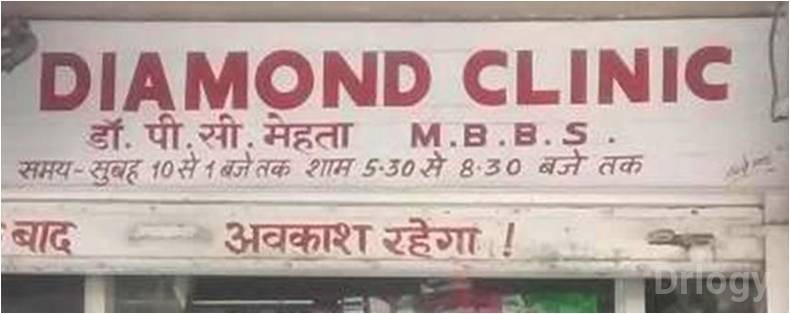 DIAMOND CLINIC
डॉ. पी.सी. मेहता M.B.B.S.
समय-सुबह 10 से 1 बजे तक शाम 5.30 से 8.30 बजे तक
बाद अवकाश रहेगा !
Drlogy